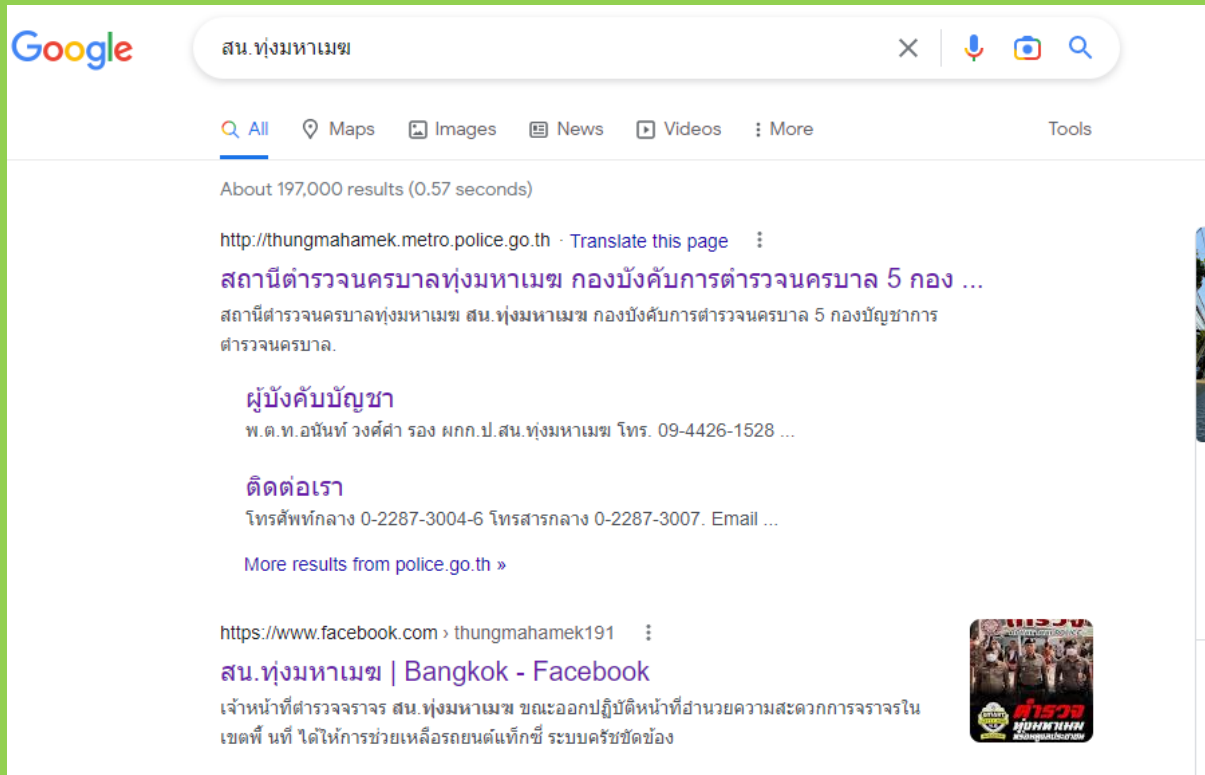 Google
สน.ทุ่งมหาเมฆ
All Maps Images News Videos More Tools
About 197,000 results (0.57 seconds)
http://thungmahamek.metro.police.go.th · Translate this page
สถานีตำรวจนครบาลทุ่งมหาเมฆ กองบังคับการตำรวจนครบาล 5 กอง ...
สถานีตำรวจนครบาลทุ่งมหาเมฆ สน.ทุ่งมหาเมฆ กองบังคับการตำรวจนครบาล 5 กองบัญชาการ
ตำรวจนครบาล.
ผู้บังคับบัญชา
พ.ต.ท.อนันท์ วงศ์คำ รอง ผกก.ป.สน.ทุ่งมหาเมฆ โทร. 09-4426-1528 ...
ติดต่อเรา
โทรศัพท์กลาง 0-2287-3004-6 โทรสารกลาง 0-2287-3007. Email ...
More results from police.go.th »
https://www.facebook.com › thungmahamek191
สน.ทุ่งมหาเมฆ | Bangkok - Facebook
เจ้าหน้าที่ตำรวจจราจร สน.ทุ่งมหาเมฆ ขณะออกปฏิบัติหน้าที่อำนวยความสะดวกการจราจรใน
เขตพื้ นที่ ได้ให้การช่วยเหลือรถยนต์แท็กซี่ ระบบครัชขัดข้อง
ตำรวจ
ทุ่งมหาเมฆ